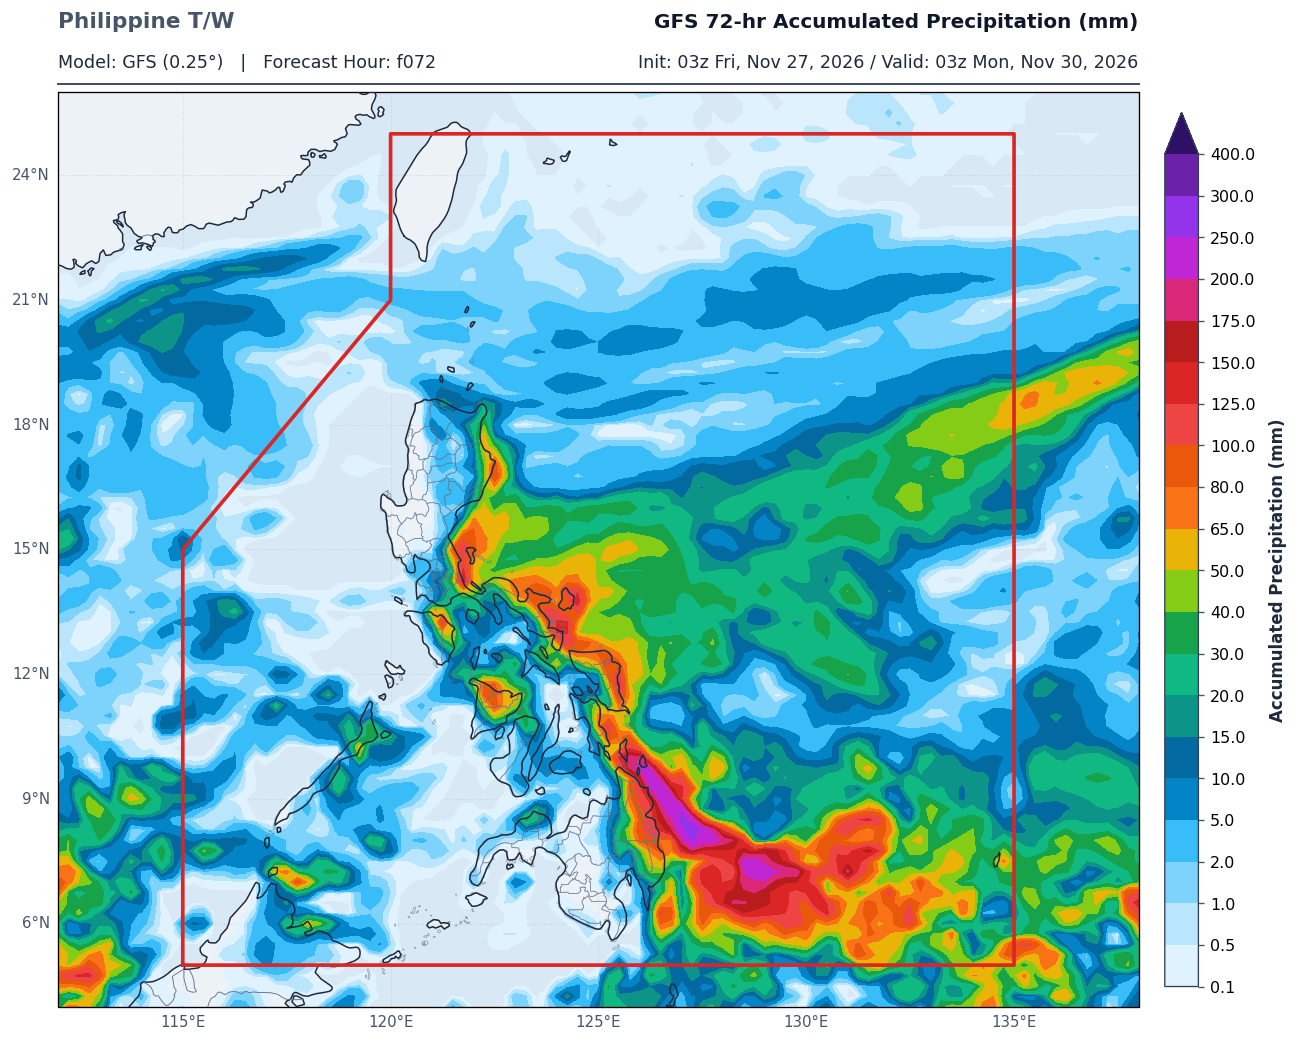 Philippine T/W
GFS 72-hr Accumulated Precipitation (mm)
Model: GFS (0.25°)   |   Forecast Hour: f072
Init: 03z Fri, Nov 27, 2026 / Valid: 03z Mon, Nov 30, 2026
24°N
21°N
18°N
15°N
12°N
9°N
6°N
115°E
120°E
125°E
130°E
135°E
400.0
300.0
250.0
200.0
175.0
150.0
125.0
100.0
80.0
65.0
50.0
40.0
30.0
20.0
15.0
10.0
5.0
2.0
1.0
0.5
0.1
Accumulated Precipitation (mm)